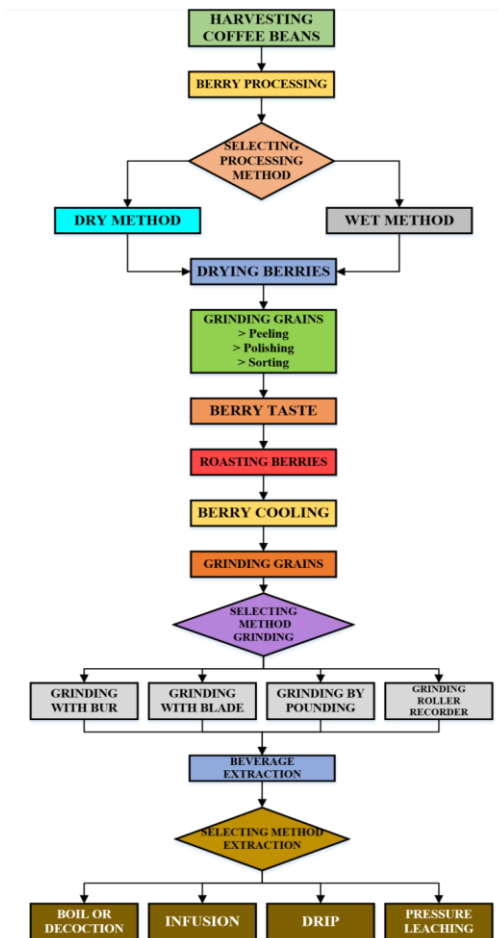 HARVESTING
COFFEE BEANS
BERRY PROCESSING
SELECTING
PROCESSING
METHOD
DRY METHOD
WET METHOD
DRYING BERRIES
GRINDING GRAINS
> Peeling
> Polishing
> Sorting
BERRY TASTE
ROASTING BERRIES
BERRY COOLING
GRINDING GRAINS
SELECTING
METHOD
GRINDING
GRINDING
WITH BUR
GRINDING
WITH BLADE
GRINDING BY
POUNDING
GRINDING
ROLLER
RECORDER
BEVERAGE
EXTRACTION
SELECTING METHOD
EXTRACTION
BOIL OR
DECOCTION
INFUSION
DRIP
PRESSURE
LEACHING